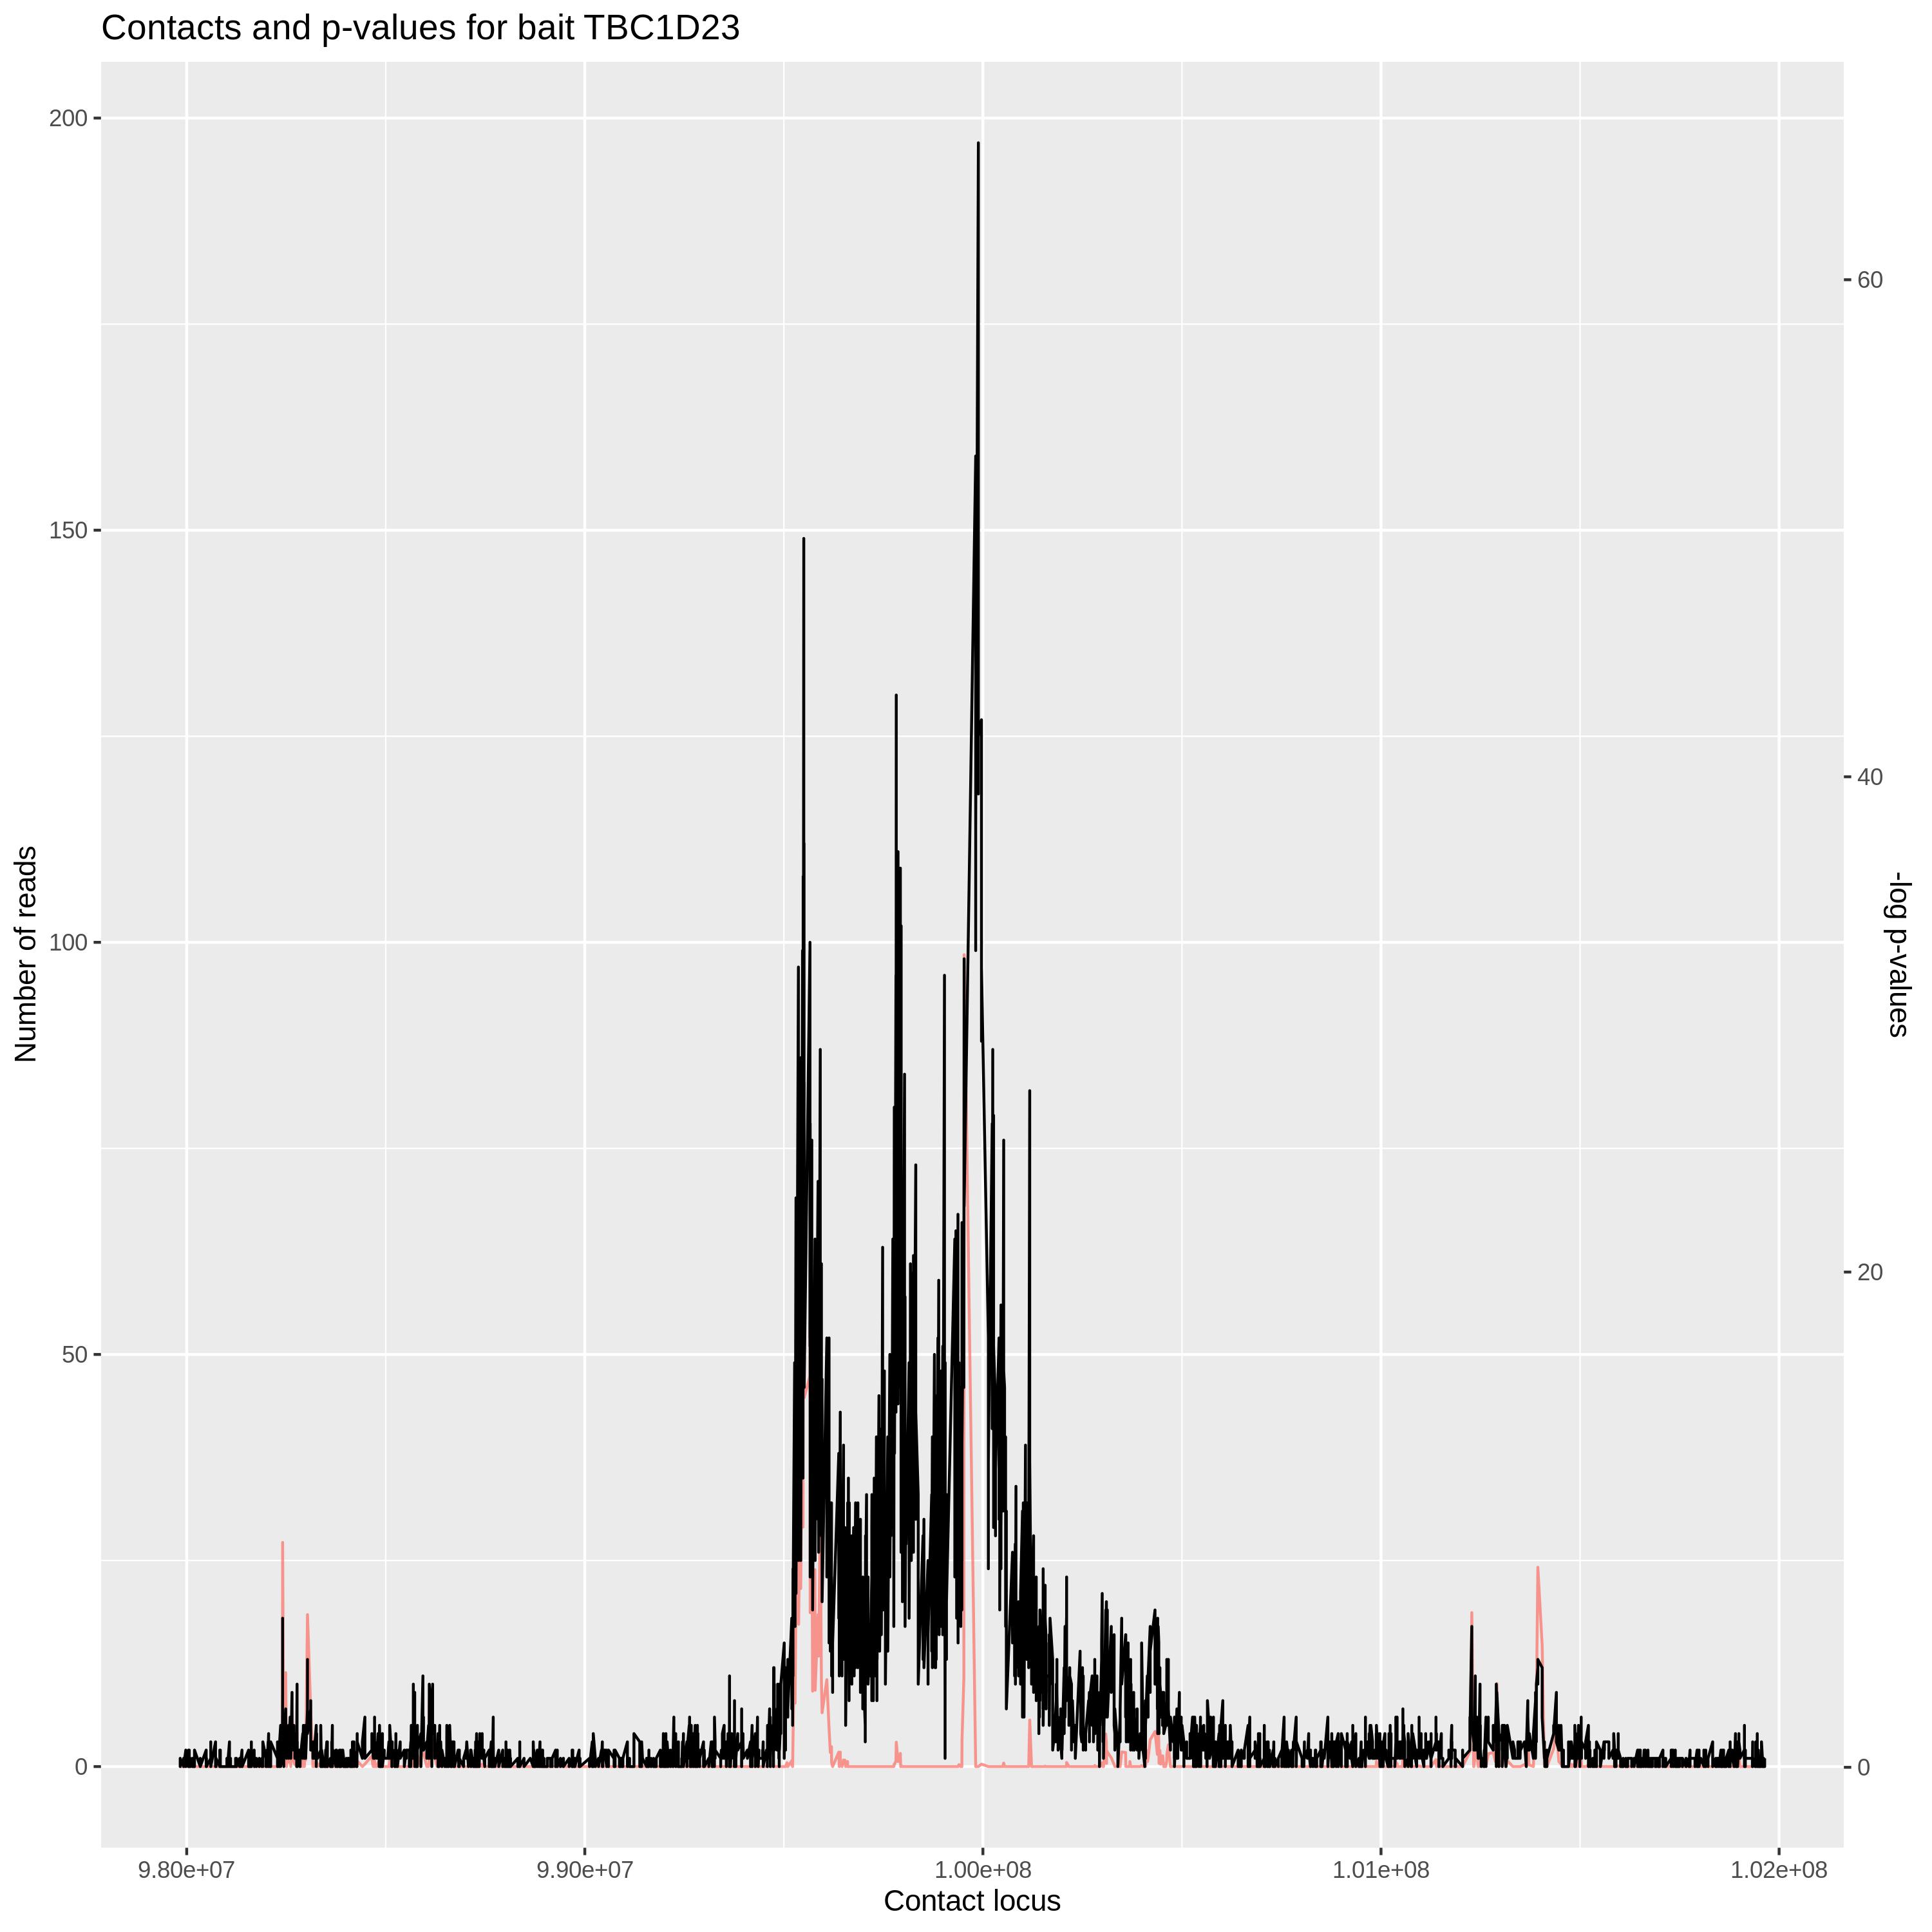 Contacts and p-values for bait TBC1D23
200
150
100
50
0
Number of reads
60
40
20
0
-log p-values
9.80e+07
9.90e+07
1.00e+08
1.01e+08
1.02e+08
Contact locus